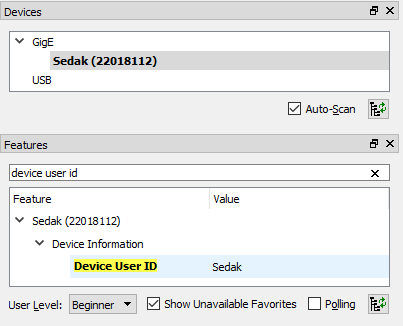 Devices
GigE
Sedak (22018112)
USB
Auto-Scan
Features
device user id
Feature Value
Sedak (22018112)
Device Information
Device User ID Sedak
User Level: Beginner Show Unavailable Favorites Polling